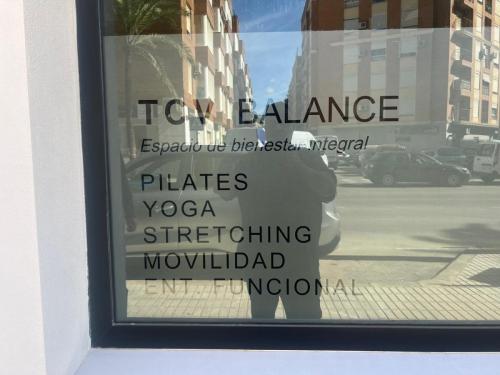 TCV BALANCE
Espacio de bienestar integral
PILATES
YOGA
STRETCHING
MOVILIDAD
ENT. FUNCIONAL